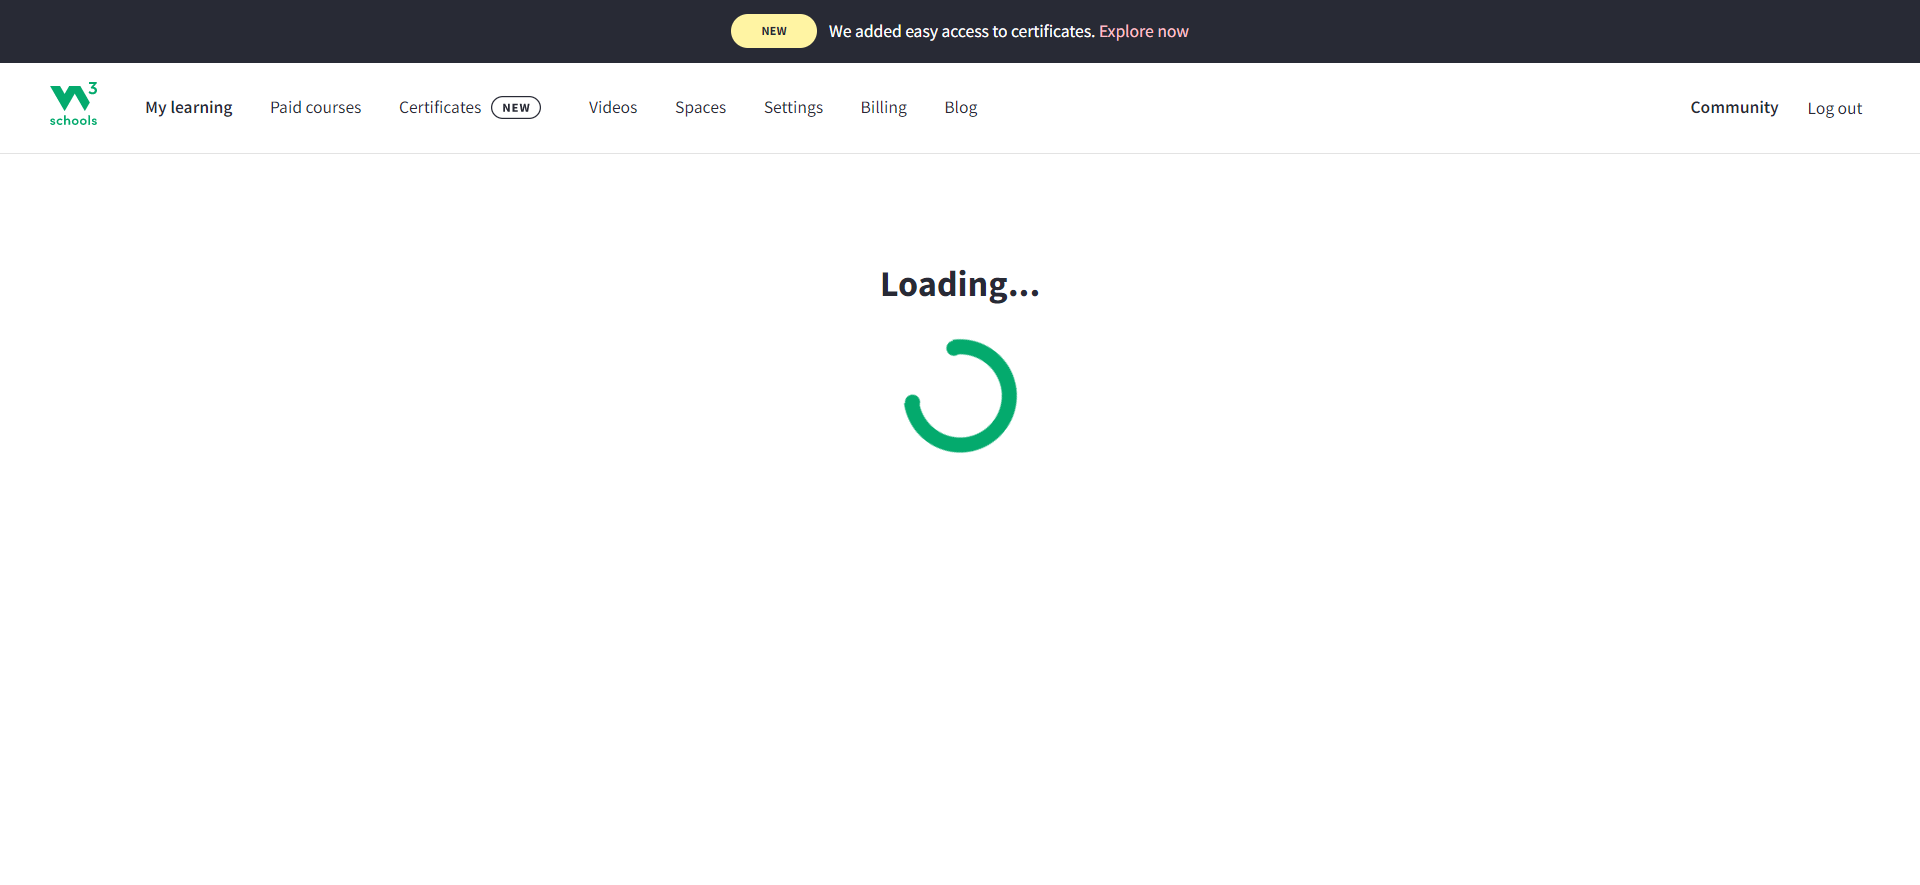 NEW We added easy access to certificates. Explore now
W3 schools My learning Paid courses Certificates NEW Videos Spaces Settings Billing Blog Community Log out
Loading...